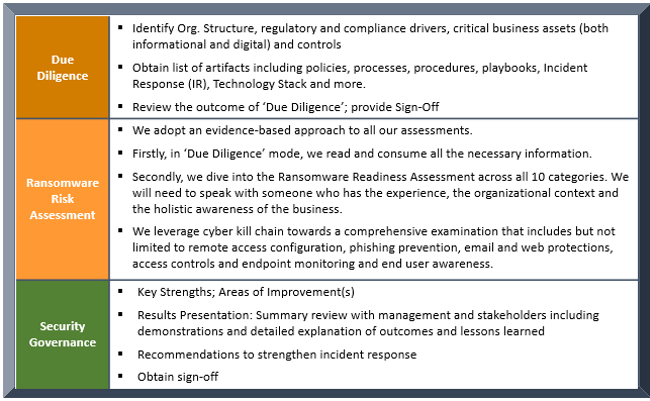 Due
Diligence
▪ Identify Org. Structure, regulatory and compliance drivers, critical business assets (both
informational and digital) and controls
▪ Obtain list of artifacts including policies, processes, procedures, playbooks, Incident
Response (IR), Technology Stack and more.
▪ Review the outcome of ‘Due Diligence’; provide Sign-Off
Ransomware
Risk
Assessment
▪ We adopt an evidence-based approach to all our assessments.
▪ Firstly, in ‘Due Diligence’ mode, we read and consume all the necessary information.
▪ Secondly, we dive into the Ransomware Readiness Assessment across all 10 categories. We
will need to speak with someone who has the experience, the organizational context and
the holistic awareness of the business.
▪ We leverage cyber kill chain towards a comprehensive examination that includes but not
limited to remote access configuration, phishing prevention, email and web protections,
access controls and endpoint monitoring and end user awareness.
Security
Governance
▪ Key Strengths; Areas of Improvement(s)
▪ Results Presentation: Summary review with management and stakeholders including
demonstrations and detailed explanation of outcomes and lessons learned
▪ Recommendations to strengthen incident response
▪ Obtain sign-off